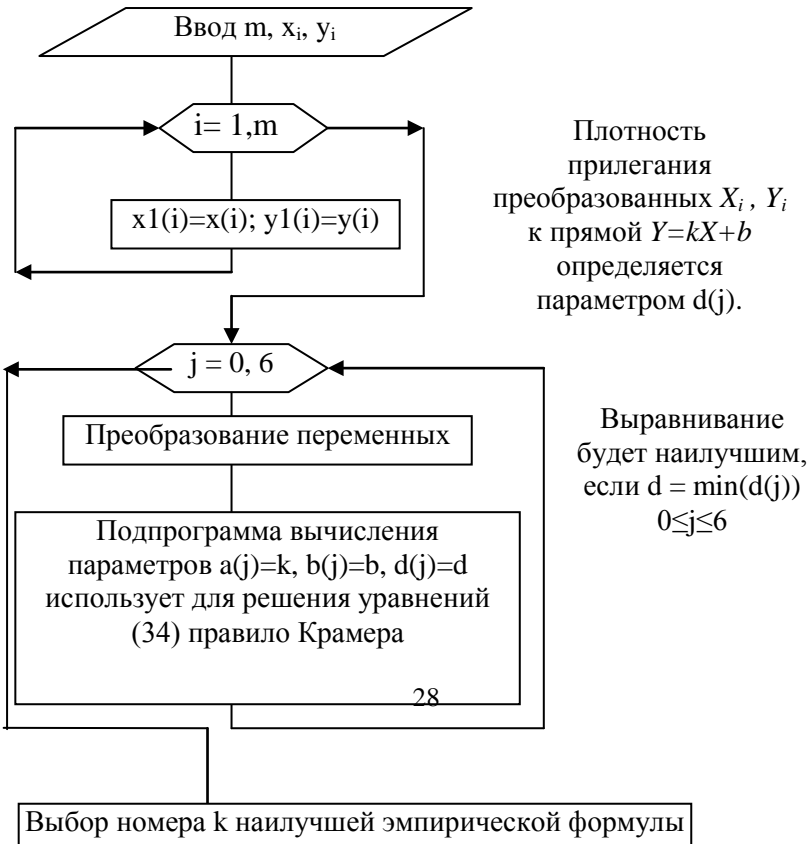 Ввод m, xᵢ, yᵢ
i= 1,m
x1(i)=x(i); y1(i)=y(i)
Плотность
прилегания
преобразованных Xᵢ , Yᵢ
к прямой Y=kX+b
определяется
параметром d(j).
j = 0, 6
Преобразование переменных
Выравнивание
будет наилучшим,
если d = min(d(j))
0≤j≤6
Подпрограмма вычисления
параметров a(j)=k, b(j)=b, d(j)=d
использует для решения уравнений
(34) правило Крамера
28
Выбор номера k наилучшей эмпирической формулы